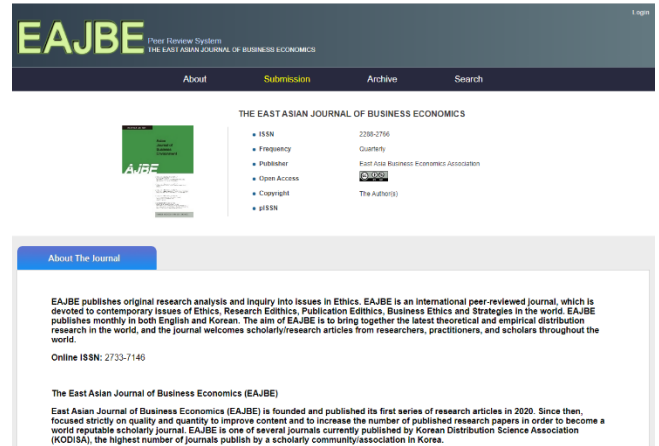 Login
EAJBE Peer Review System
THE EAST ASIAN JOURNAL OF BUSINESS ECONOMICS
About Submission Archive Search
THE EAST ASIAN JOURNAL OF BUSINESS ECONOMICS
ISSN 2288-2766
Frequency Quarterly
Publisher East Asia Business Economics Association
Open Access
Copyright The Author(s)
pISSN
AJBE
About The Journal
EAJBE publishes original research analysis and inquiry into issues in Ethics. EAJBE is an international peer-reviewed journal, which is
devoted to contemporary issues of Ethics, Research Edithics, Publication Edithics, Business Ethics and Strategies in the world. EAJBE
publishes monthly in both English and Korean. The aim of EAJBE is to bring together the latest theoretical and empirical distribution
research in the world, and the journal welcomes scholarly/research articles from researchers, practitioners, and scholars throughout the
world.
Online ISSN: 2733-7146
The East Asian Journal of Business Economics (EAJBE)
East Asian Journal of Business Economics (EAJBE) is founded and published its first series of research articles in 2020. Since then,
focused strictly on quality and quantity to improve content and to increase the number of published research papers in order to become a
world reputable scholarly journal. EAJBE is one of several journals currently published by Korean Distribution Science Association
(KODISA), the highest number of journals publish by a scholarly community/association in Korea.